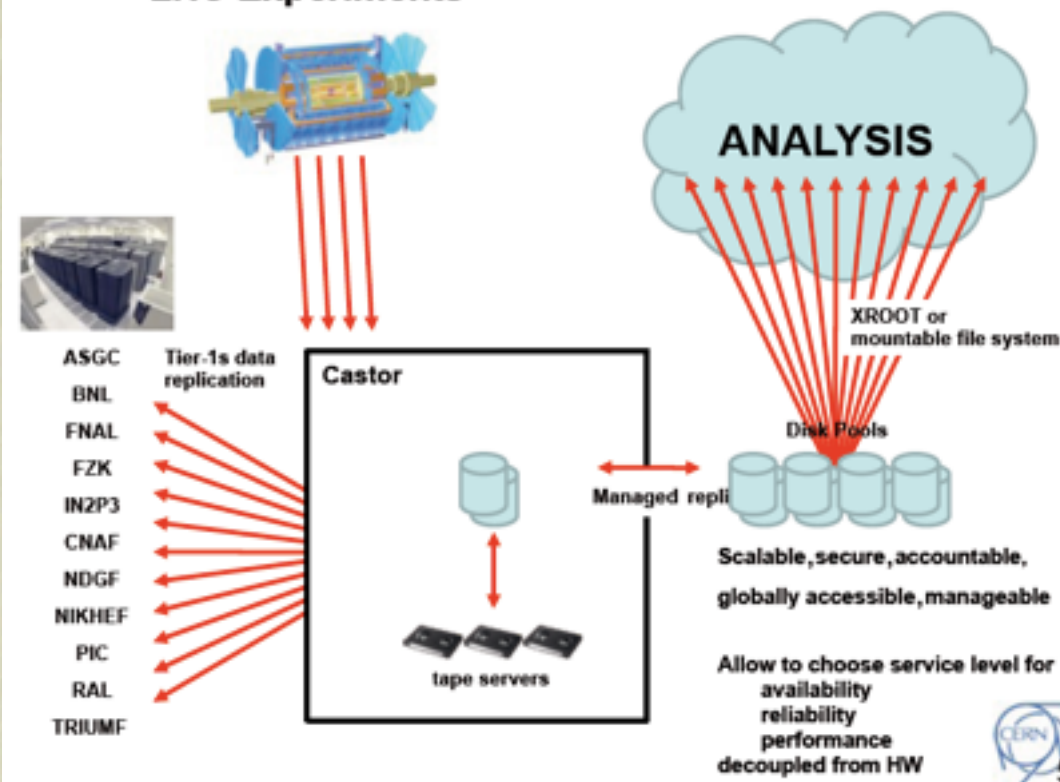 ANALYSIS
XROOT or
mountable file system
ASGC
BNL
FNAL
FZK
IN2P3
CNAF
NDGF
NIKHEF
PIC
RAL
TRIUMF
Tier-1s data
replication
Castor
tape servers
Managed repli
Disk Pools
Scalable, secure, accountable,
globally accessible, manageable
Allow to choose service level for
availability
reliability
performance
decoupled from HW
CERN